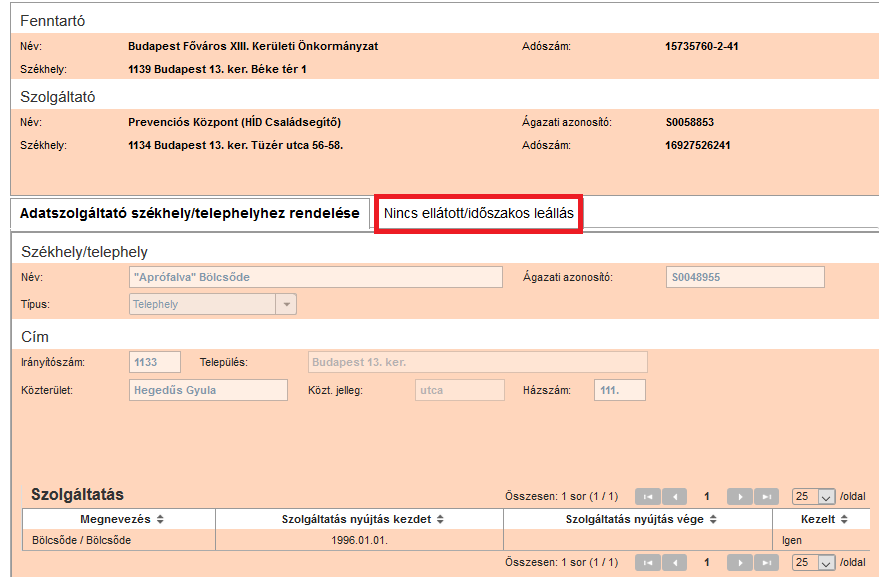 Fenntartó
Név: Budapest Főváros XIII. Kerületi Önkormányzat Adószám: 15735760-2-41
Székhely: 1139 Budapest 13. ker. Béke tér 1
Szolgáltató
Név: Prevenciós Központ (HÍD Családsegítő) Ágazati azonosító: S0058853
Székhely: 1134 Budapest 13. ker. Tüzér utca 56-58. Adószám: 16927526241
Adatszolgáltató székhely/telephelyhez rendelése Nincs ellátott/időszakos leállás
Székhely/telephely
Név: "Aprófalva" Bölcsőde Ágazati azonosító: S0048955
Típus: Telephely
Cím
Irányítószám: 1133 Település: Budapest 13. ker.
Közterület: Hegedűs Gyula Közt. jelleg: utca Házszám: 111.
Szolgáltatás Összesen: 1 sor (1 / 1) 1 25 /oldal
Megnevezés Szolgáltatás nyújtás kezdet Szolgáltatás nyújtás vége Kezelt
Bölcsőde / Bölcsőde 1996.01.01. Igen
Összesen: 1 sor (1 / 1) 1 25 /oldal